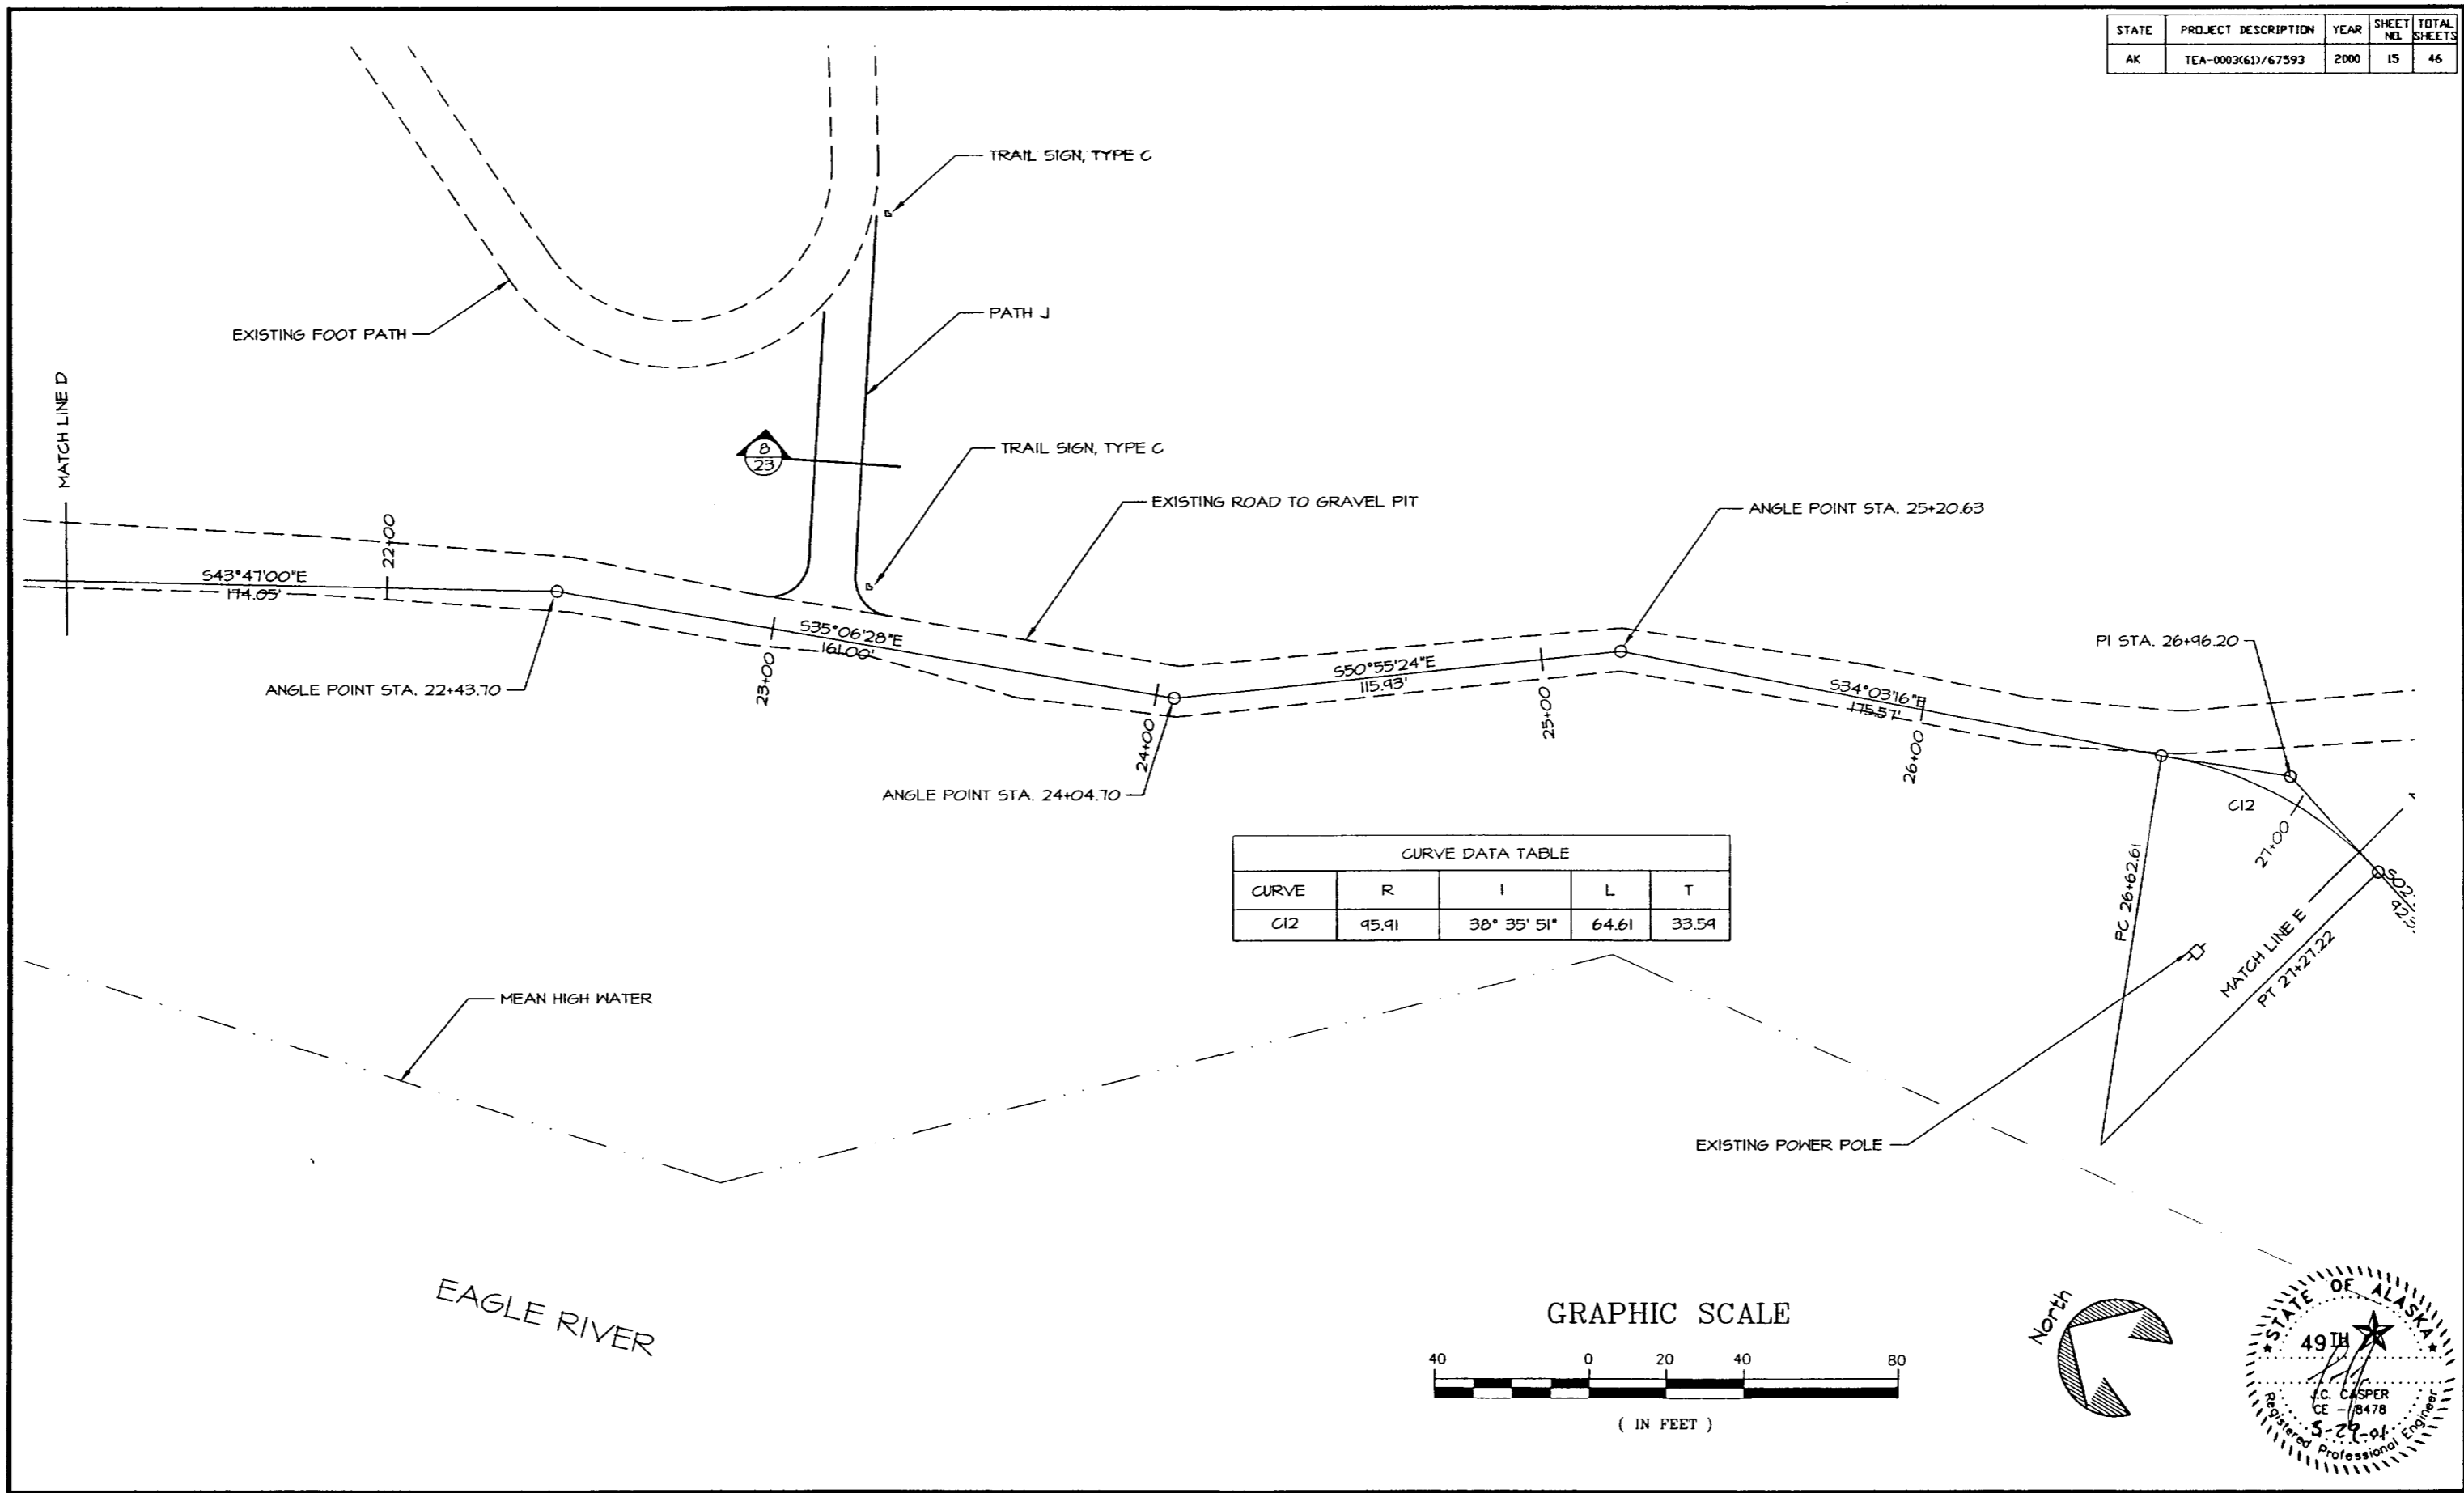 STATE PROJECT DESCRIPTION YEAR SHEET NO. TOTAL SHEETS
AK TEA-0003(61)/67593 2000 15 46
TRAIL SIGN, TYPE C
PATH J
EXISTING FOOT PATH
MATCH LINE D
8
23
TRAIL SIGN, TYPE C
EXISTING ROAD TO GRAVEL PIT
ANGLE POINT STA. 25+20.63
22+00
S43°47'00"E
174.05'
S35°06'28"E
161.00'
23+00
ANGLE POINT STA. 22+43.70
24+00
ANGLE POINT STA. 24+04.70
S50°55'24"E
115.93'
25+00
S34°03'16"E
175.57'
26+00
PI STA. 26+96.20
C12
27+00
PC 26+62.61
MATCH LINE E
PT 27+27.22
CURVE DATA TABLE
CURVE R I L T
C12 95.91 38° 35' 51" 64.61 33.59
MEAN HIGH WATER
EXISTING POWER POLE
EAGLE RIVER
GRAPHIC SCALE
40 0 20 40 80
( IN FEET )
North
STATE OF ALASKA
49 TH
J.C. CASPER
CE - 8478
5-29-01
Registered Professional Engineer